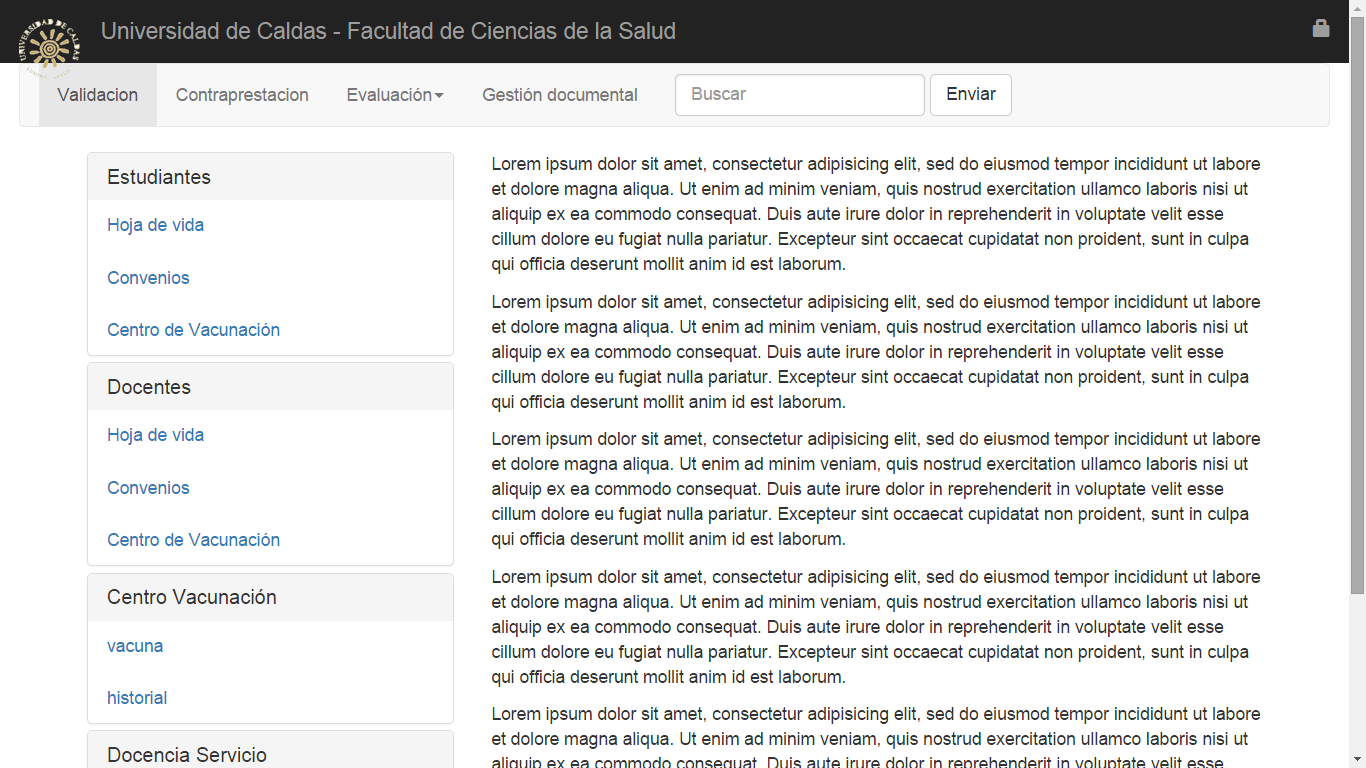 Universidad de Caldas - Facultad de Ciencias de la Salud
UNIVERSIDAD DE CALDAS
Validacion Contraprestacion Evaluación Gestión documental Buscar Enviar
Estudiantes
Hoja de vida
Convenios
Centro de Vacunación
Docentes
Hoja de vida
Convenios
Centro de Vacunación
Centro Vacunación
vacuna
historial
Docencia Servicio
Lorem ipsum dolor sit amet, consectetur adipisicing elit, sed do eiusmod tempor incididunt ut labore
et dolore magna aliqua. Ut enim ad minim veniam, quis nostrud exercitation ullamco laboris nisi ut
aliquip ex ea commodo consequat. Duis aute irure dolor in reprehenderit in voluptate velit esse
cillum dolore eu fugiat nulla pariatur. Excepteur sint occaecat cupidatat non proident, sunt in culpa
qui officia deserunt mollit anim id est laborum.
Lorem ipsum dolor sit amet, consectetur adipisicing elit, sed do eiusmod tempor incididunt ut labore
et dolore magna aliqua. Ut enim ad minim veniam, quis nostrud exercitation ullamco laboris nisi ut
aliquip ex ea commodo consequat. Duis aute irure dolor in reprehenderit in voluptate velit esse
cillum dolore eu fugiat nulla pariatur. Excepteur sint occaecat cupidatat non proident, sunt in culpa
qui officia deserunt mollit anim id est laborum.
Lorem ipsum dolor sit amet, consectetur adipisicing elit, sed do eiusmod tempor incididunt ut labore
et dolore magna aliqua. Ut enim ad minim veniam, quis nostrud exercitation ullamco laboris nisi ut
aliquip ex ea commodo consequat. Duis aute irure dolor in reprehenderit in voluptate velit esse
cillum dolore eu fugiat nulla pariatur. Excepteur sint occaecat cupidatat non proident, sunt in culpa
qui officia deserunt mollit anim id est laborum.
Lorem ipsum dolor sit amet, consectetur adipisicing elit, sed do eiusmod tempor incididunt ut labore
et dolore magna aliqua. Ut enim ad minim veniam, quis nostrud exercitation ullamco laboris nisi ut
aliquip ex ea commodo consequat. Duis aute irure dolor in reprehenderit in voluptate velit esse
cillum dolore eu fugiat nulla pariatur. Excepteur sint occaecat cupidatat non proident, sunt in culpa
qui officia deserunt mollit anim id est laborum.
Lorem ipsum dolor sit amet, consectetur adipisicing elit, sed do eiusmod tempor incididunt ut labore
et dolore magna aliqua. Ut enim ad minim veniam, quis nostrud exercitation ullamco laboris nisi ut
aliquip ex ea commodo consequat. Duis aute irure dolor in reprehenderit in voluptate velit esse